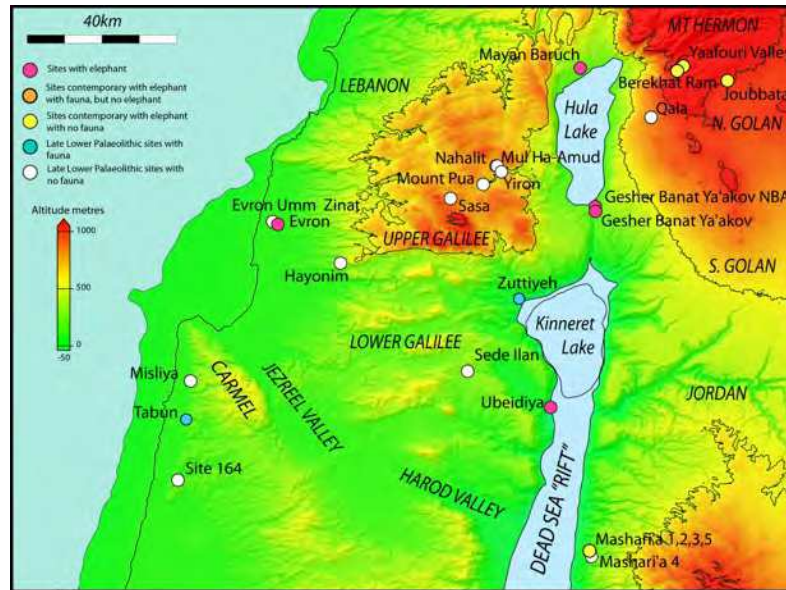 40km
Sites with elephant
Sites contemporary with elephant
with fauna, but no elephant
Sites contemporary with elephant
with no fauna
Late Lower Palaeolithic sites with
fauna
Late Lower Palaeolithic sites with
no fauna
Altitude metres
1000
500
0
-50
MT HERMON
Mayan Baruch
Yaafouri Valley
LEBANON
Berekhat Ram
Joubbata
Hula
Lake
Qala
N. GOLAN
Nahalit
Mul Ha-Amud
Mount Pua
Yiron
Sasa
Gesher Banat Ya'akov NBA
Gesher Banat Ya'akov
Evron Umm Zinat
Evron
UPPER GALILEE
Hayonim
S. GOLAN
Zuttiyeh
Kinneret
Lake
LOWER GALILEE
Sede Ilan
Misliya
CARMEL
JEZREEL VALLEY
JORDAN
Tabun
Ubeidiya
Site 164
HAROD VALLEY
DEAD SEA "RIFT"
Mashari'a 1,2,3,5
Mashari'a 4